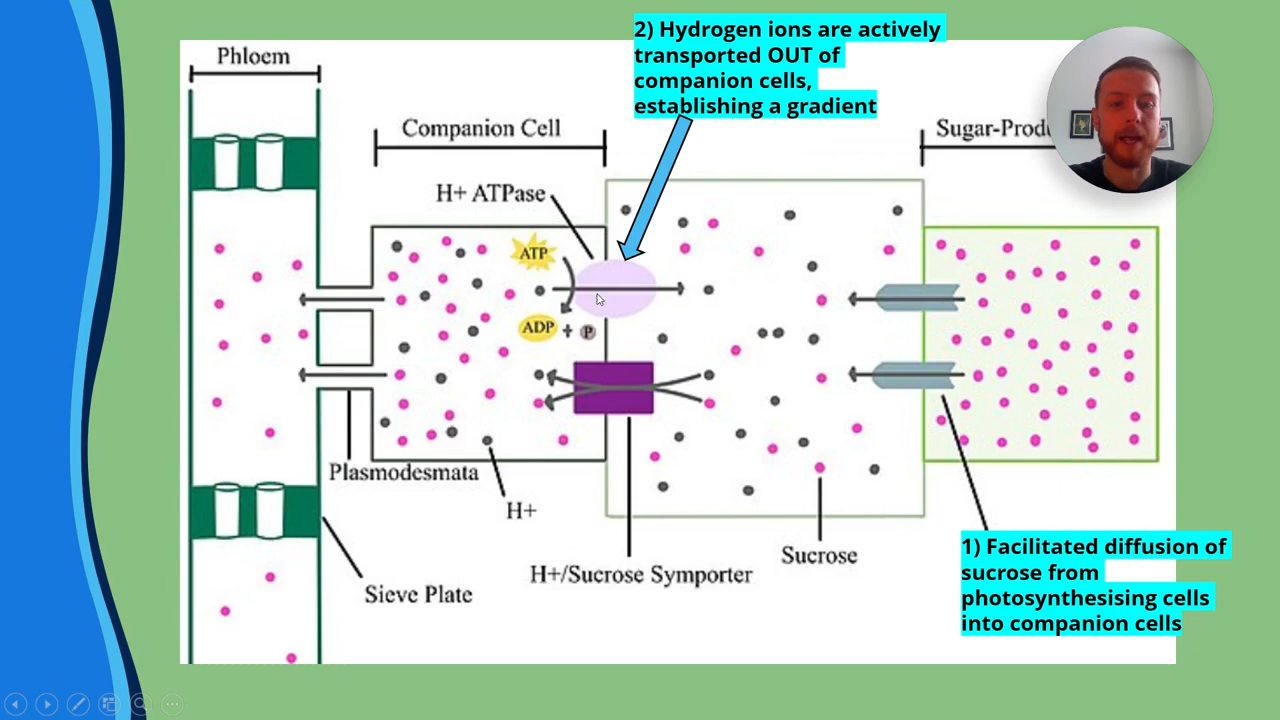 2) Hydrogen ions are actively
transported OUT of
companion cells,
establishing a gradient
Phloem
Companion Cell
Sugar-Prod
H+ ATPase
ATP
ADP + P
Plasmodesmata
H+
Sieve Plate
H+/Sucrose Symporter
Sucrose
1) Facilitated diffusion of
sucrose from
photosynthesising cells
into companion cells